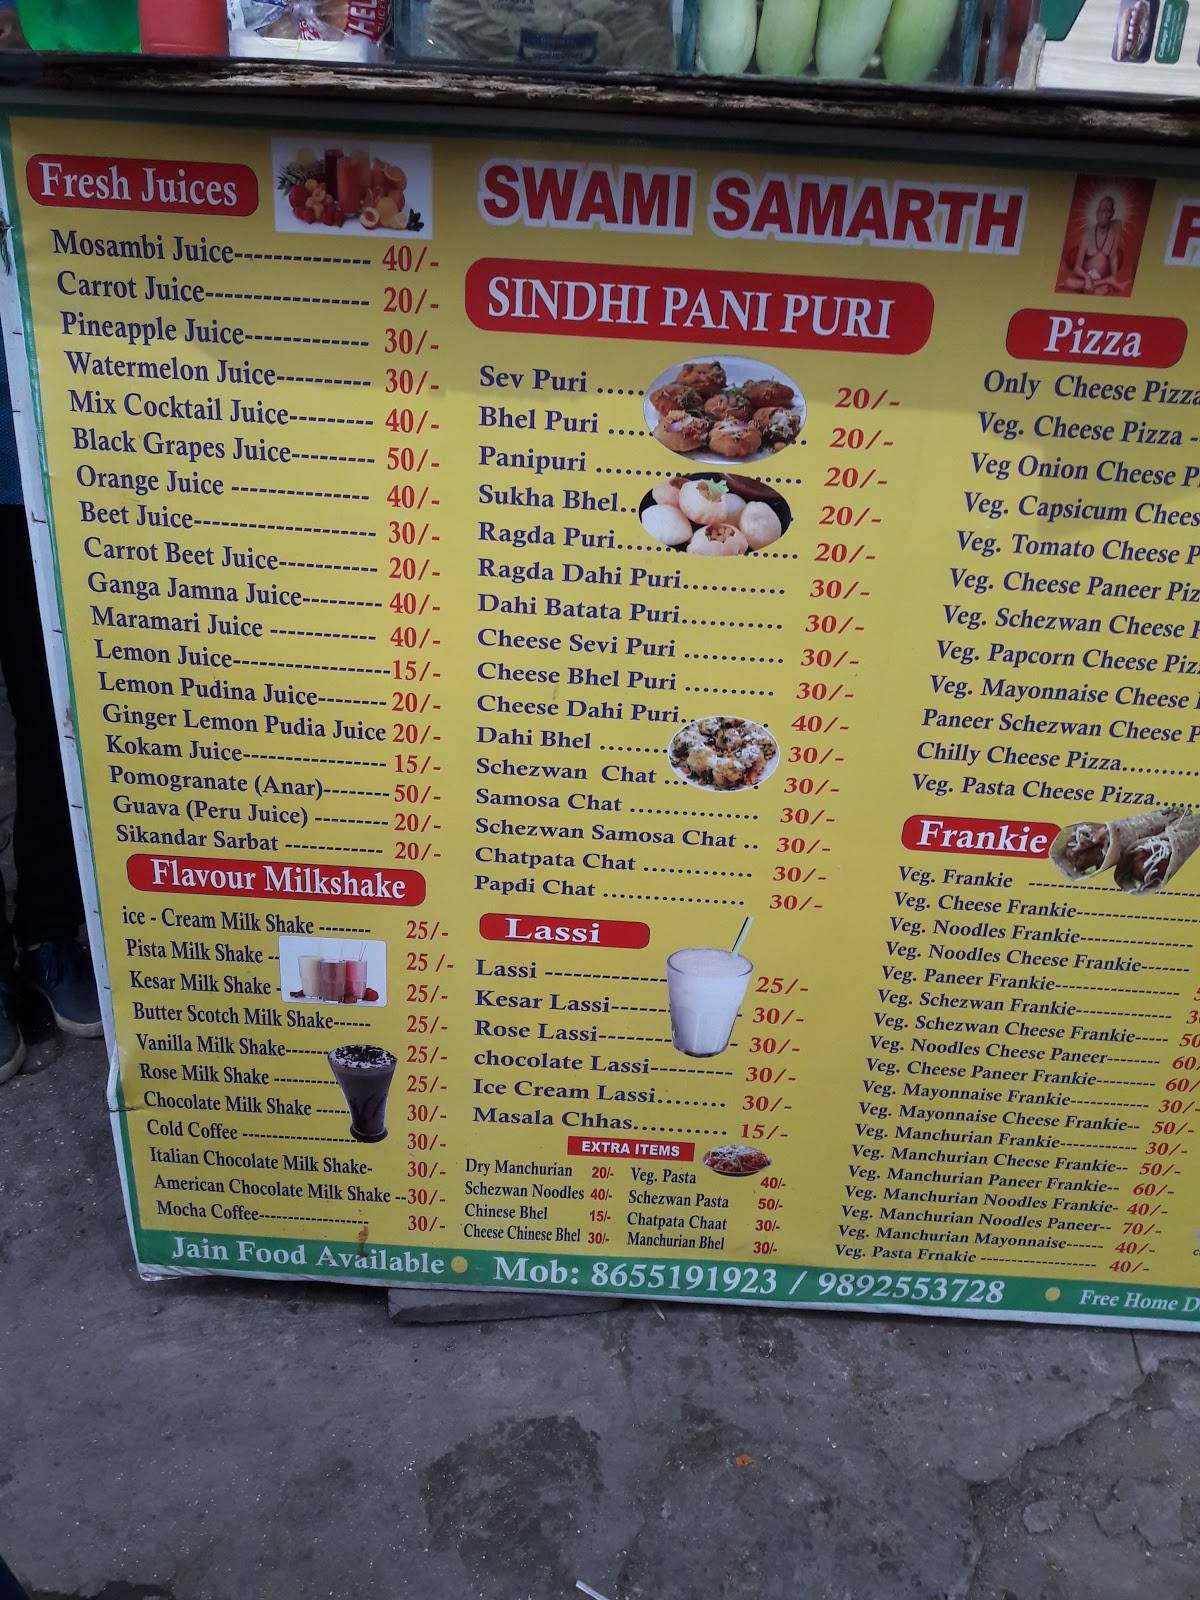 Fresh Juices
Mosambi Juice-------------- 40/-
Carrot Juice----------------- 20/-
Pineapple Juice------------- 30/-
Watermelon Juice---------- 30/-
Mix Cocktail Juice--------- 40/-
Black Grapes Juice--------- 50/-
Orange Juice --------------- 40/-
Beet Juice-------------------- 30/-
Carrot Beet Juice------------ 20/-
Ganga Jamna Juice--------- 40/-
Maramari Juice ------------- 40/-
Lemon Juice------------------15/-
Lemon Pudina Juice-------- 20/-
Ginger Lemon Pudia Juice 20/-
Kokam Juice----------------- 15/-
Pomogranate (Anar)--------- 50/-
Guava (Peru Juice) --------- 20/-
Sikandar Sarbat ------------ 20/-
Flavour Milkshake
ice - Cream Milk Shake -------- 25/-
Pista Milk Shake -- 25 /-
Kesar Milk Shake - 25/-
Butter Scotch Milk Shake------ 25/-
Vanilla Milk Shake------- 25/-
Rose Milk Shake ----------- 25/-
Chocolate Milk Shake ------ 30/-
Cold Coffee ------------------ 30/-
Italian Chocolate Milk Shake- 30/-
American Chocolate Milk Shake --30/-
Mocha Coffee------------------ 30/-
SWAMI SAMARTH
SINDHI PANI PURI
Sev Puri ..... 20/-
Bhel Puri ..... 20/-
Panipuri ..................... 20/-
Sukha Bhel.. 20/-
Ragda Puri.................. 20/-
Ragda Dahi Puri........... 30/-
Dahi Batata Puri........... 30/-
Cheese Sevi Puri ........... 30/-
Cheese Bhel Puri .......... 30/-
Cheese Dahi Puri.. 40/-
Dahi Bhel ........ 30/-
Schezwan Chat ... 30/-
Samosa Chat ............... 30/-
Schezwan Samosa Chat .. 30/-
Chatpata Chat ............. 30/-
Papdi Chat .................. 30/-
Lassi
Lassi --------------- 25/-
Kesar Lassi------- 30/-
Rose Lassi--------- 30/-
chocolate Lassi---------- 30/-
Ice Cream Lassi........ 30/-
Masala Chhas........... 15/-
EXTRA ITEMS
Dry Manchurian 20/- Veg. Pasta 40/-
Schezwan Noodles 40/- Schezwan Pasta 50/-
Chinese Bhel 15/- Chatpata Chaat 30/-
Cheese Chinese Bhel 30/- Manchurian Bhel 30/-
Pizza
Only Cheese Pizza
Veg. Cheese Pizza --
Veg Onion Cheese P
Veg. Capsicum Chees
Veg. Tomato Cheese P
Veg. Cheese Paneer Piz
Veg. Schezwan Cheese
Veg. Papcorn Cheese Piz
Veg. Mayonnaise Cheese
Paneer Schezwan Cheese P
Chilly Cheese Pizza..........
Veg. Pasta Cheese Pizza......
Frankie
Veg. Frankie --------------------
Veg. Cheese Frankie-----------------
Veg. Noodles Frankie----------------
Veg. Noodles Cheese Frankie-------
Veg. Paneer Frankie------------------
Veg. Schezwan Frankie-------------- 3
Veg. Schezwan Cheese Frankie----- 50
Veg. Noodles Cheese Paneer-------- 60/
Veg. Cheese Paneer Frankie--------- 60/-
Veg. Mayonnaise Frankie------------ 30/-
Veg. Mayonnaise Cheese Frankie-- 50/-
Veg. Manchurian Frankie------------ 30/-
Veg. Manchurian Cheese Frankie-- 50/-
Veg. Manchurian Paneer Frankie-- 60/-
Veg. Manchurian Noodles Frankie- 40/-
Veg. Manchurian Noodles Paneer-- 70/-
Veg. Manchurian Mayonnaise------ 40/-
Veg. Pasta Frnakie ------------------ 40/-
Jain Food Available Mob: 8655191923 / 9892553728 Free Home D